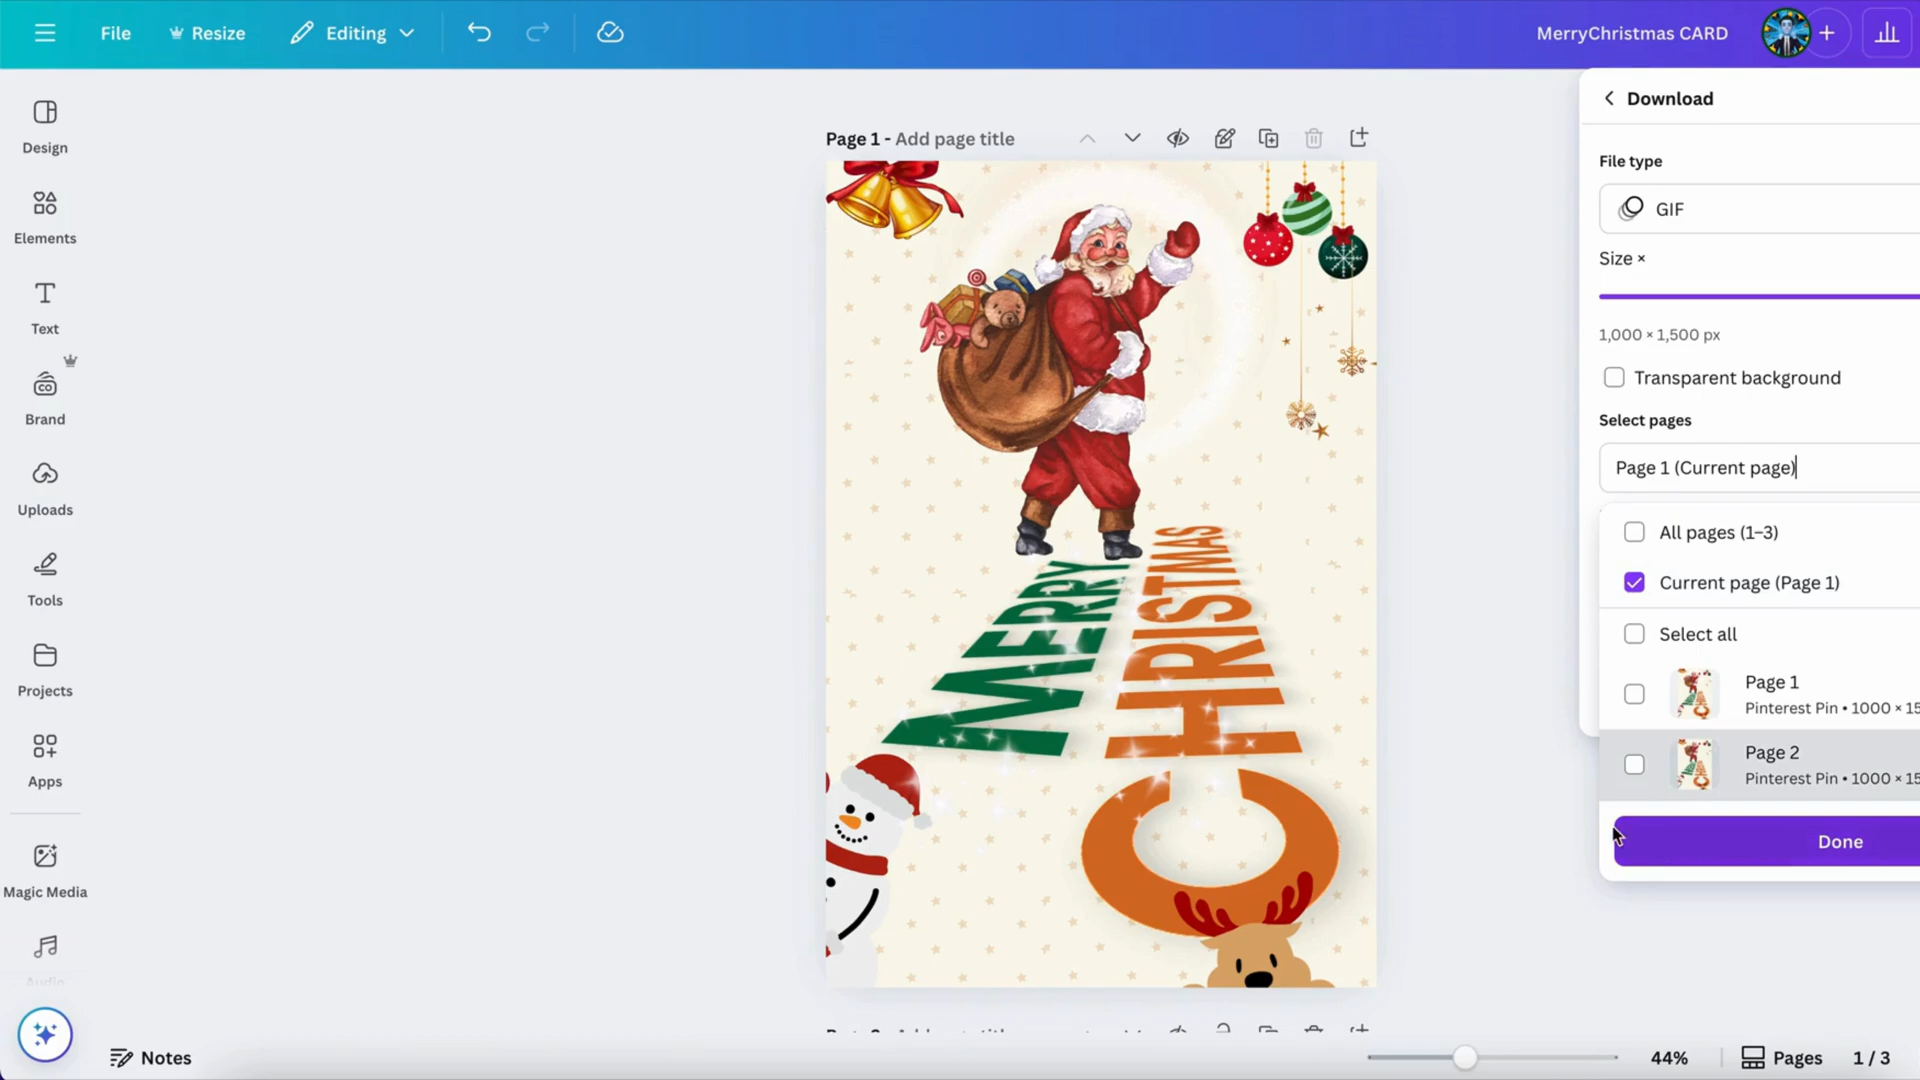 File
Resize
Editing
MerryChristmas CARD
Design
Elements
Text
Brand
Uploads
Tools
Projects
Apps
Magic Media
Audio
Notes
Page 1 - Add page title
MERRY
CHRISTMAS
Download
File type
GIF
Size ×
1,000 × 1,500 px
Transparent background
Select pages
Page 1 (Current page)
All pages (1–3)
Current page (Page 1)
Select all
Page 1
Pinterest Pin • 1000 × 15
Page 2
Pinterest Pin • 1000 × 15
Done
44%
Pages
1 / 3